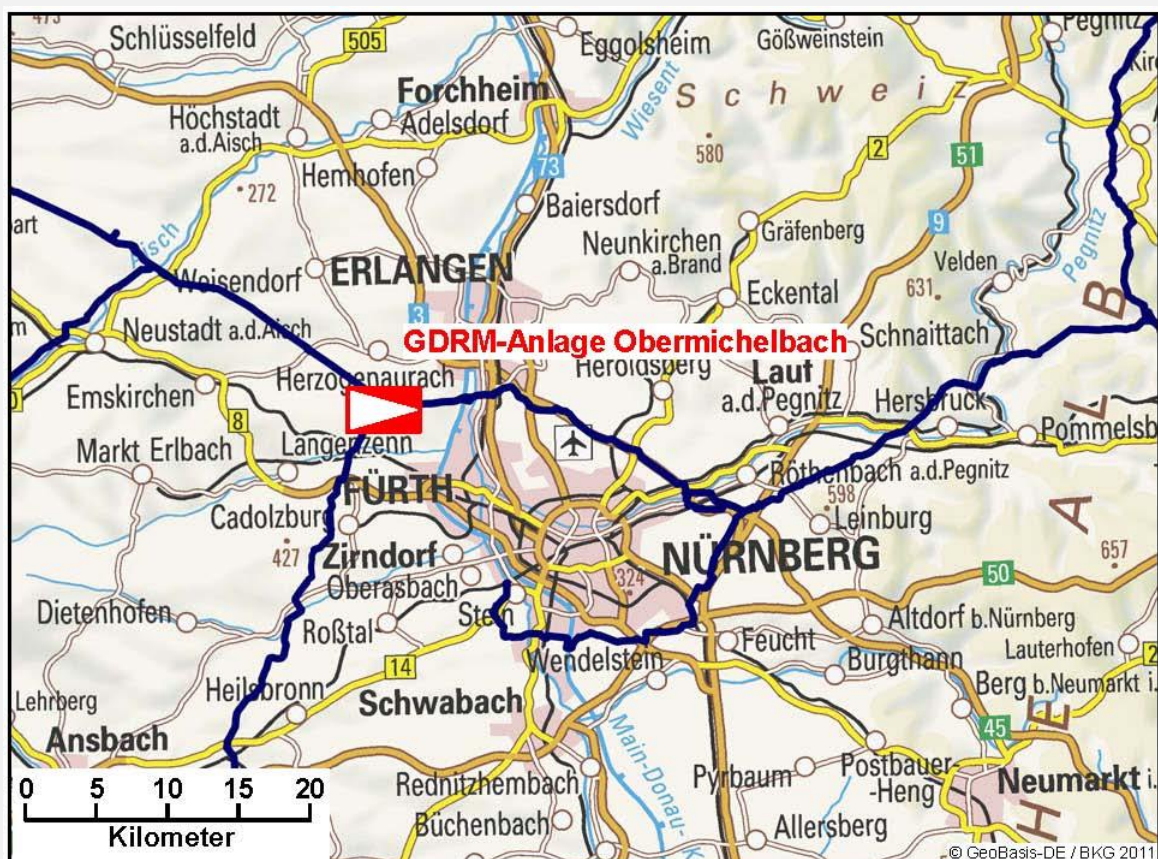 473
Schlüsselfeld
505
Eggolsheim
Gößweinstein
Pegnitz
Forchheim
Wiesent
Schweiz
Höchstadt
a.d.Aisch
Adelsdorf
580
2
51
Hemhofen
73
272
Baiersdorf
Gräfenberg
9
Neunkirchen
a.Brand
Velden
Pegnitz
Aisch
Weisendorf
ERLANGEN
Eckental
631
3
Neustadt a.d.Aisch
GDRM-Anlage Obermichelbach
Schnaittach
Herzogenaurach
Heroldsberg
Lauf
a.d.Pegnitz
Hersbruck
Emskirchen
8
Markt Erlbach
Langenzenn
Pommelsb
FÜRTH
Röthenbach a.d.Pegnitz
598
Cadolzburg
Leinburg
427
Zirndorf
NÜRNBERG
657
Oberasbach
324
50
Dietenhofen
Stein
Altdorf b.Nürnberg
Roßtal
Feucht
Lauterhofen
14
Wendelstein
Burgthann
2
Heilsbronn
Berg b.Neumarkt i.
Lehrberg
Schwabach
45
Ansbach
Main-Donau-K
ALB
HE
Rednitzhembach
Pyrbaum
Postbauer-
-Heng
Neumarkt i.
Büchenbach
Allersberg
0 5 10 15 20
Kilometer
© GeoBasis-DE / BKG 2011